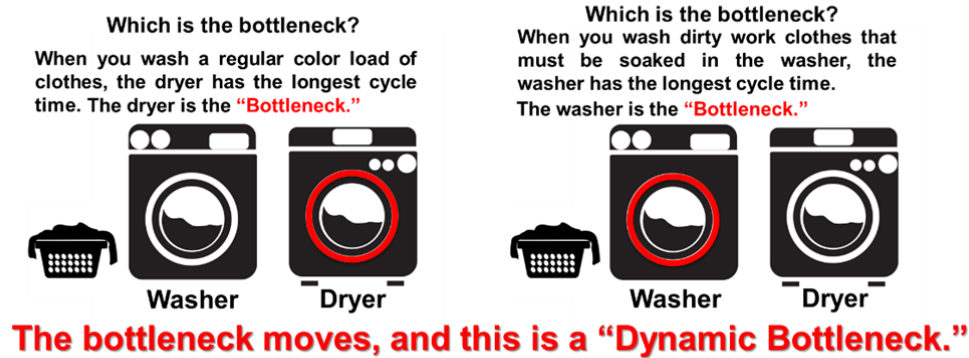 Which is the bottleneck?
When you wash a regular color load of
clothes, the dryer has the longest cycle
time. The dryer is the “Bottleneck.”
Washer
Dryer
Which is the bottleneck?
When you wash dirty work clothes that
must be soaked in the washer, the
washer has the longest cycle time.
The washer is the “Bottleneck.”
Washer
Dryer
The bottleneck moves, and this is a “Dynamic Bottleneck.”